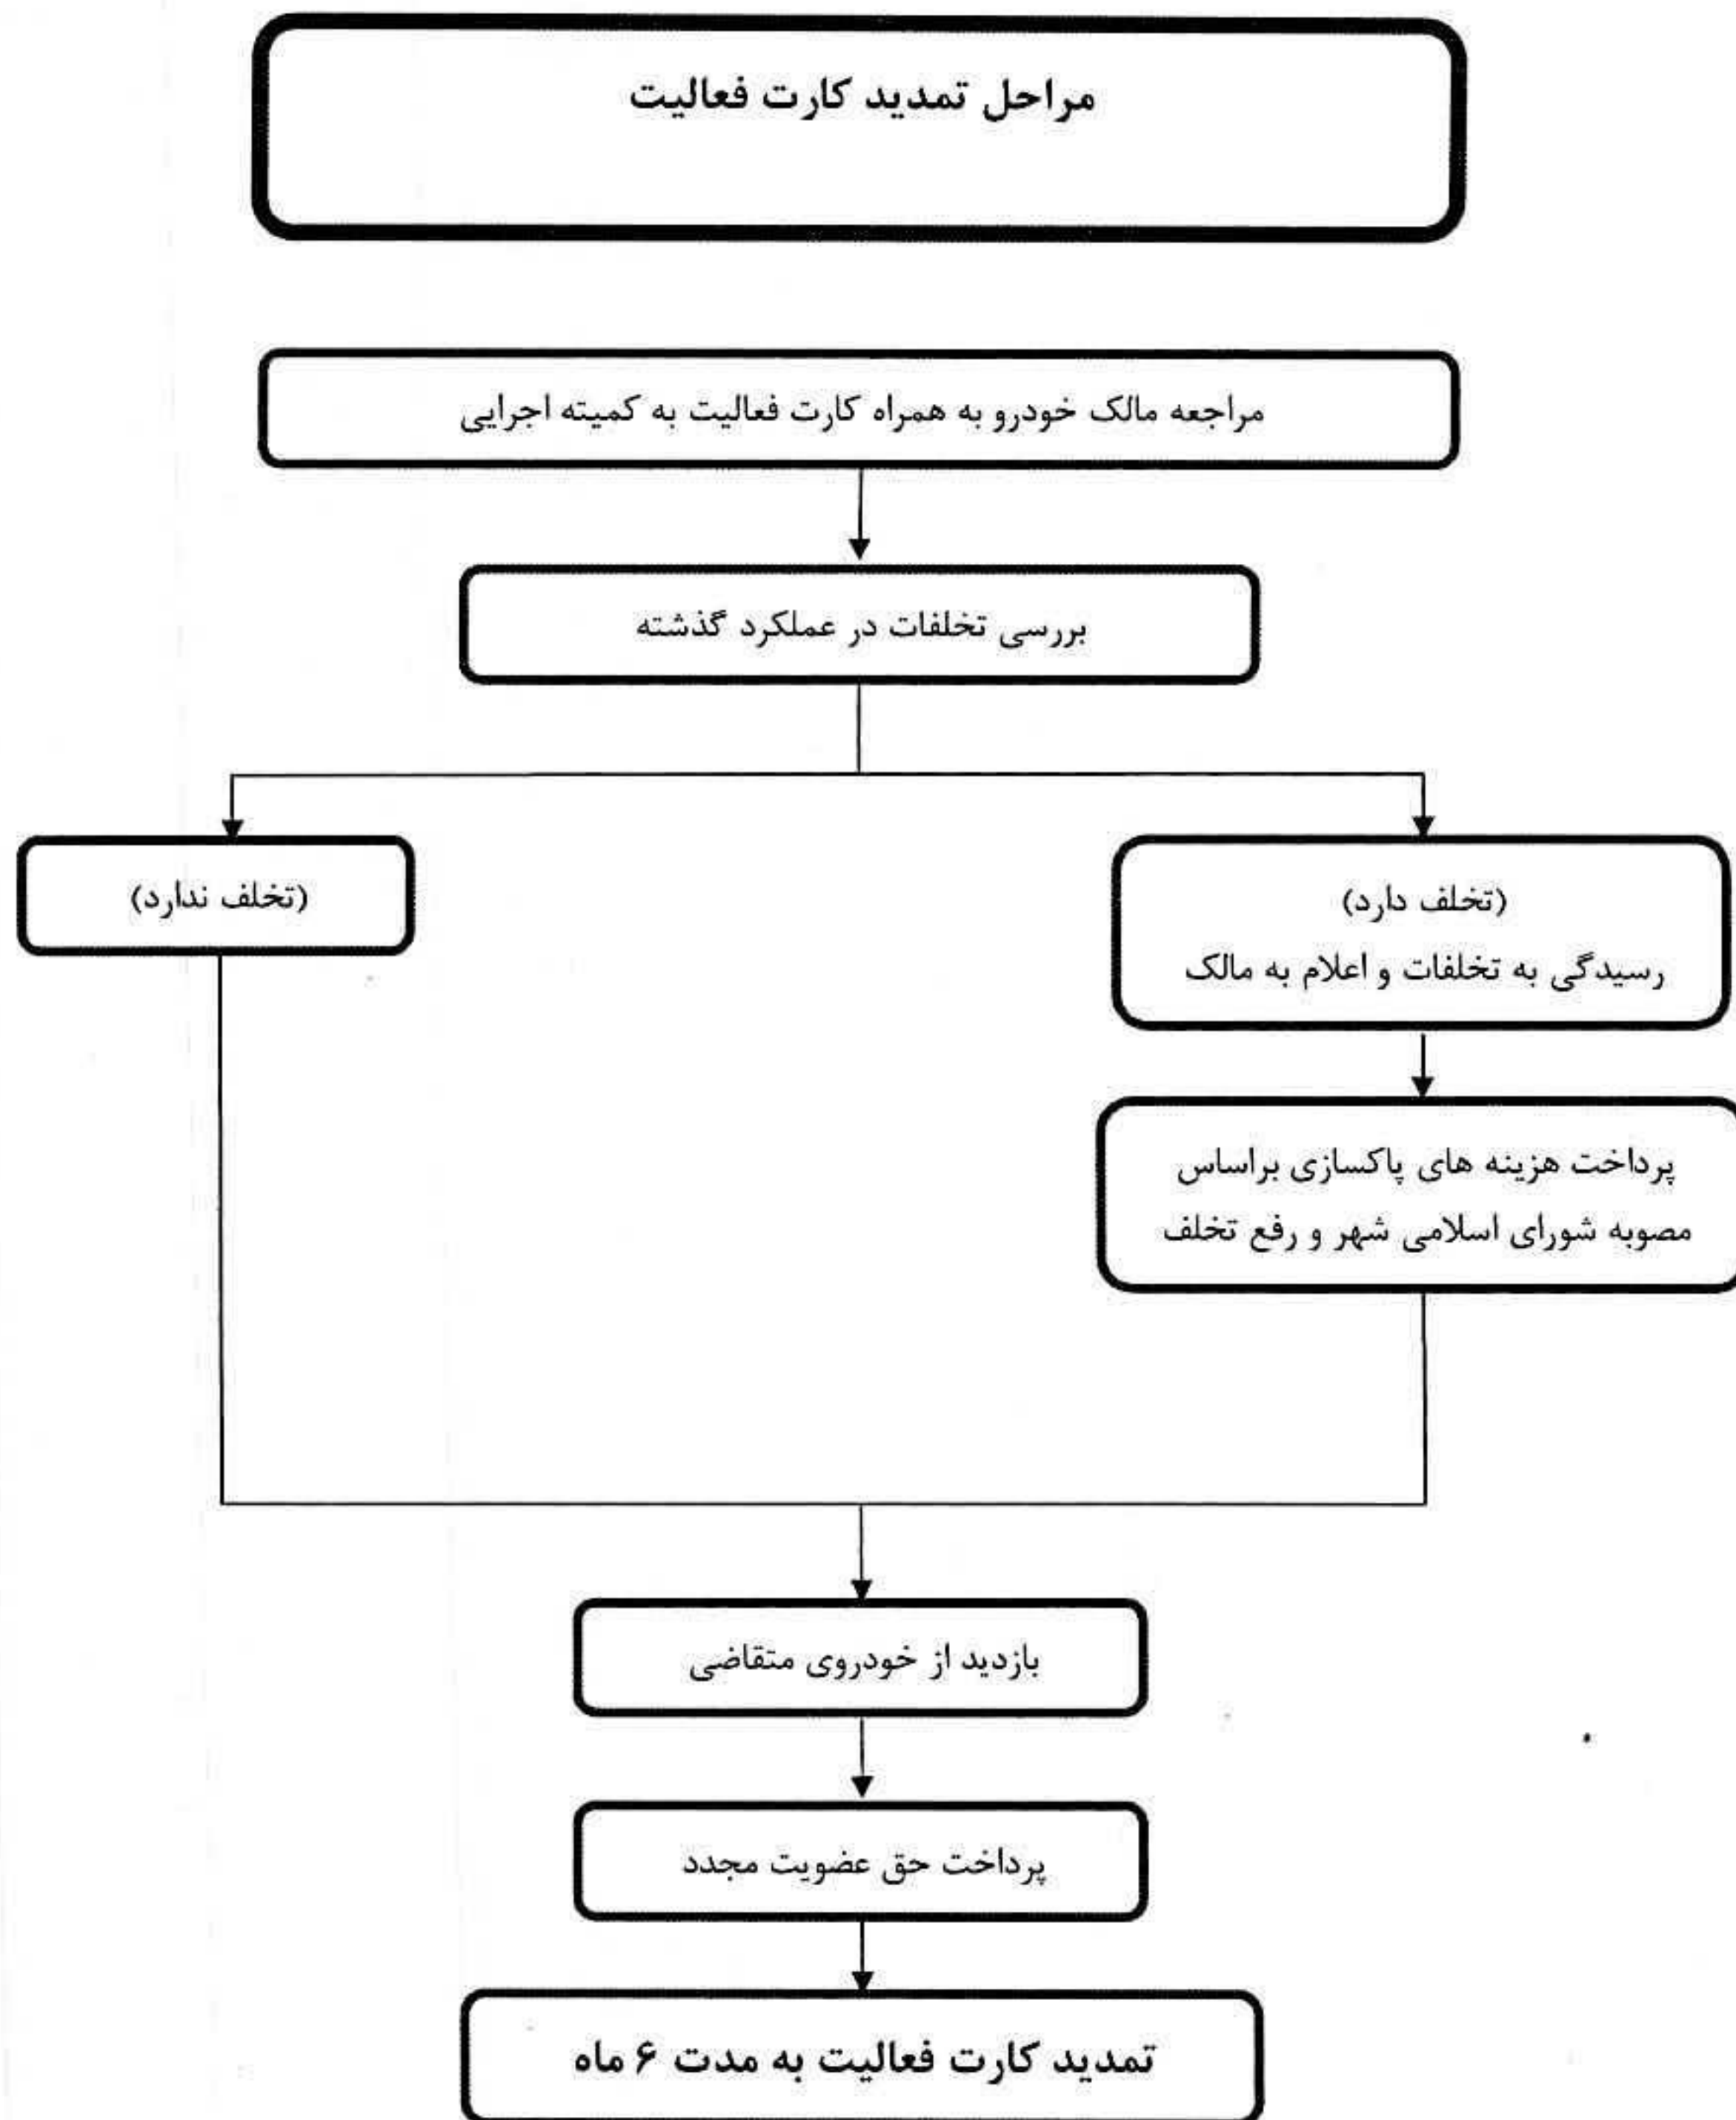 مراحل تمدید کارت فعالیت
مراجعه مالک خودرو به همراه کارت فعالیت به کمیته اجرایی
بررسی تخلفات در عملکرد گذشته
(تخلف دارد)
رسیدگی به تخلفات و اعلام به مالک
(تخلف ندارد)
پرداخت هزینه های پاکسازی براساس
مصوبه شورای اسلامی شهر و رفع تخلف
بازدید از خودروی متقاضی
پرداخت حق عضویت مجدد
تمدید کارت فعالیت به مدت ۶ ماه